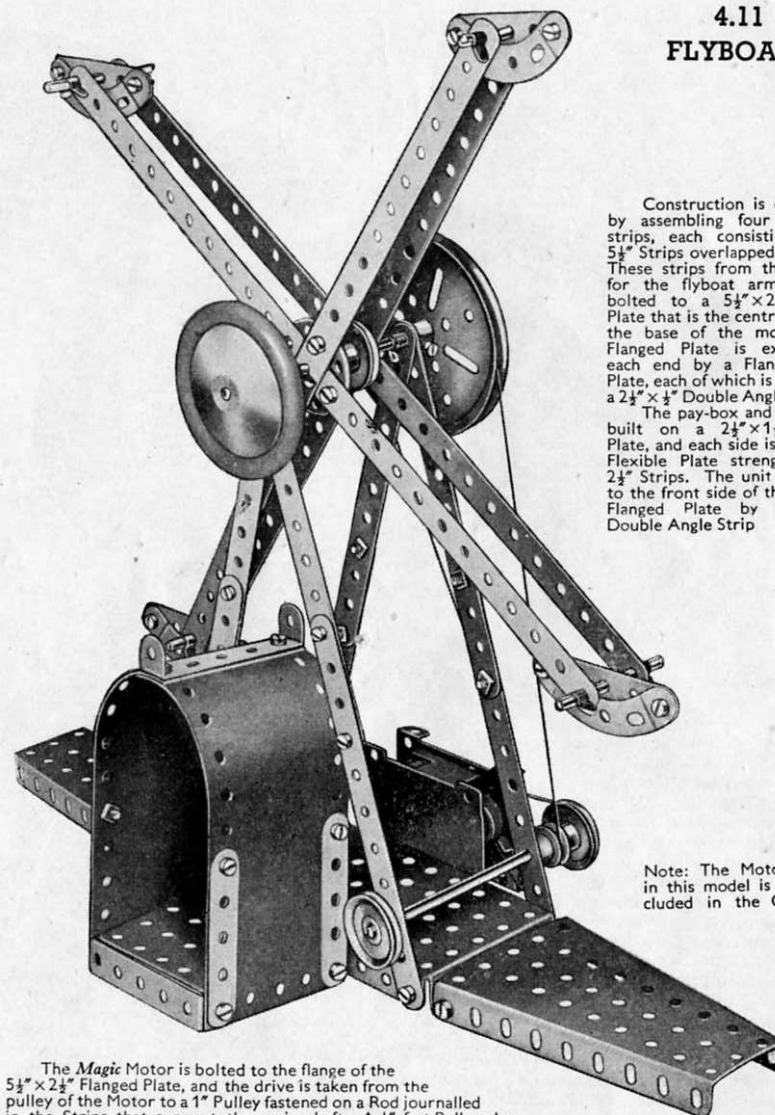 4.11
FLYBOA
Construction is
by assembling four
strips, each consisti
5½″ Strips overlapped
These strips from th
for the flyboat arm
bolted to a 5½″×2
Plate that is the centr
the base of the mo
Flanged Plate is ex
each end by a Flan
Plate, each of which is
a 2½″×½″ Double Angle
The pay-box and
built on a 2½″×1
Plate, and each side is
Flexible Plate streng
2½″ Strips. The unit
to the front side of th
Flanged Plate by
Double Angle Strip
Note: The Moto
in this model is
cluded in the
The Magic Motor is bolted to the flange of the
5½″×2½″ Flanged Plate, and the drive is taken from the
pulley of the Motor to a 1″ Pulley fastened on a Rod journalled